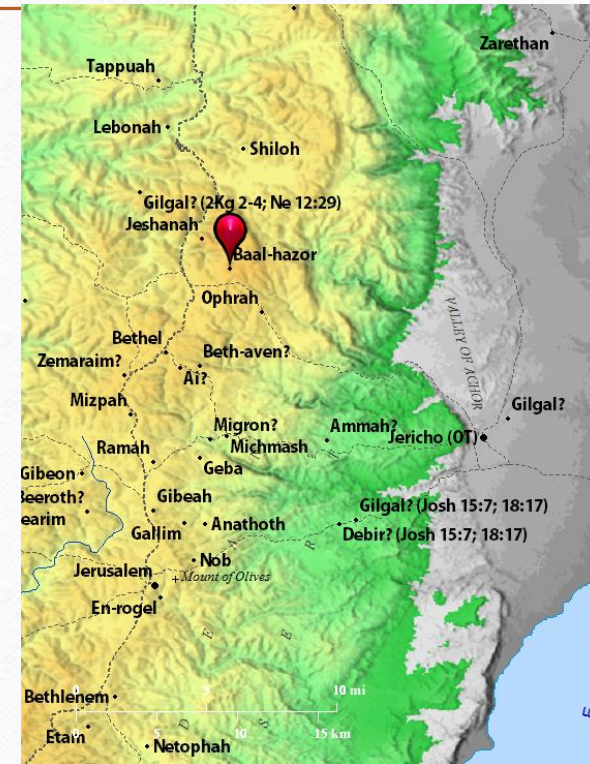 Zarethan
Tappuah
Lebonah
Shiloh
Gilgal? (2Kg 2-4; Ne 12:29)
Jeshanah
Baal-hazor
Ophrah
VALLEY OF ACHOR
Bethel
Beth-aven?
Zemaraim?
Ai?
Mizpah
Gilgal?
Migron?
Ammah?
Jericho (OT)
Ramah
Michmash
Geba
Gibeon
Beeroth?
Gibeah
Gilgal? (Josh 15:7; 18:17)
earim
Gallim
Anathoth
Debir? (Josh 15:7; 18:17)
Nob
Jerusalem
Mount of Olives
En-rogel
10 mi
Bethlehem
0
5
10
15 km
Etam
Netophah